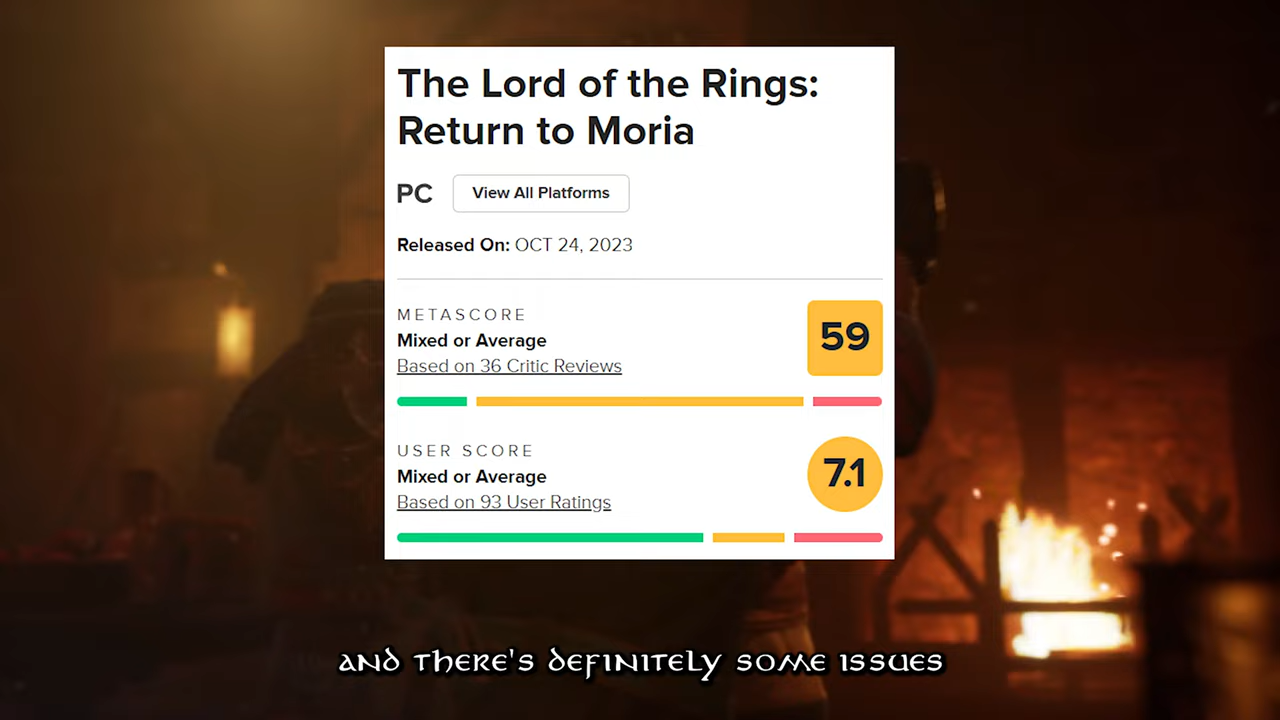 The Lord of the Rings:
Return to Moria
PC View All Platforms
Released On: OCT 24, 2023
METASCORE
Mixed or Average
59
Based on 36 Critic Reviews
USER SCORE
Mixed or Average
7.1
Based on 93 User Ratings
AND THERE'S DEFINITELY SOME ISSUES